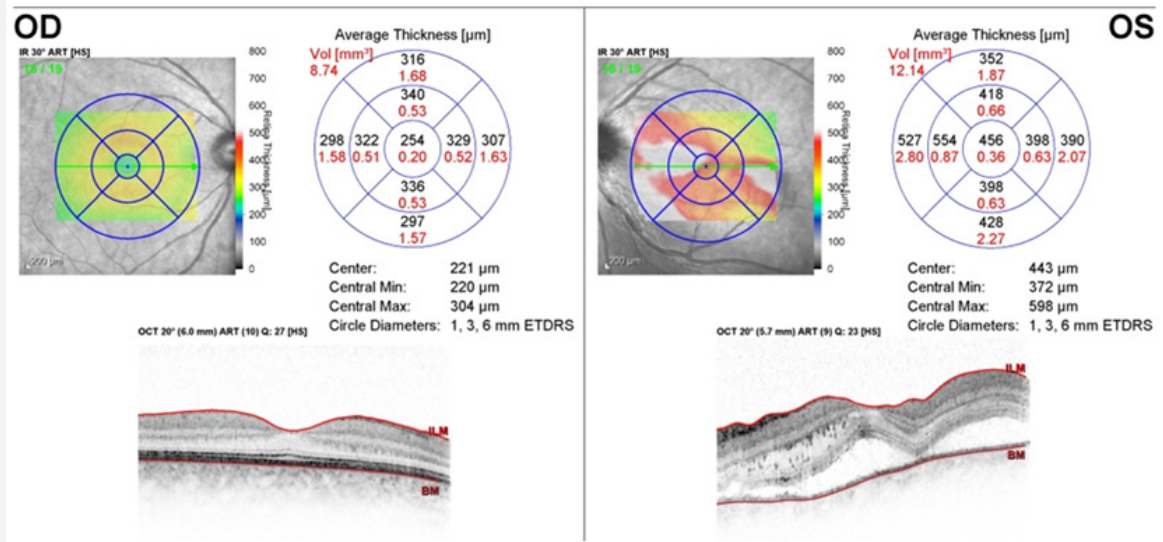 OD
IR 30° ART [HS]
16 / 19
800
700
600
500
400
300
200
100
0
Retina Thickness [µm]
200 µm
Average Thickness [µm]
Vol [mm³]
8.74
316
1.68
340
0.53
298 322 254 329 307
1.58 0.51 0.20 0.52 1.63
336
0.53
297
1.57
Center: 221 µm
Central Min: 220 µm
Central Max: 304 µm
Circle Diameters: 1, 3, 6 mm ETDRS
OCT 20° (6.0 mm) ART (10) Q: 27 [HS]
ILM
BM
OS
IR 30° ART [HS]
10 / 19
800
700
600
500
400
300
200
100
0
Retina Thickness [µm]
200 µm
Average Thickness [µm]
Vol [mm³]
12.14
352
1.87
418
0.66
527 554 456 398 390
2.80 0.87 0.36 0.63 2.07
398
0.63
428
2.27
Center: 443 µm
Central Min: 372 µm
Central Max: 598 µm
Circle Diameters: 1, 3, 6 mm ETDRS
OCT 20° (5.7 mm) ART (9) Q: 23 [HS]
ILM
BM